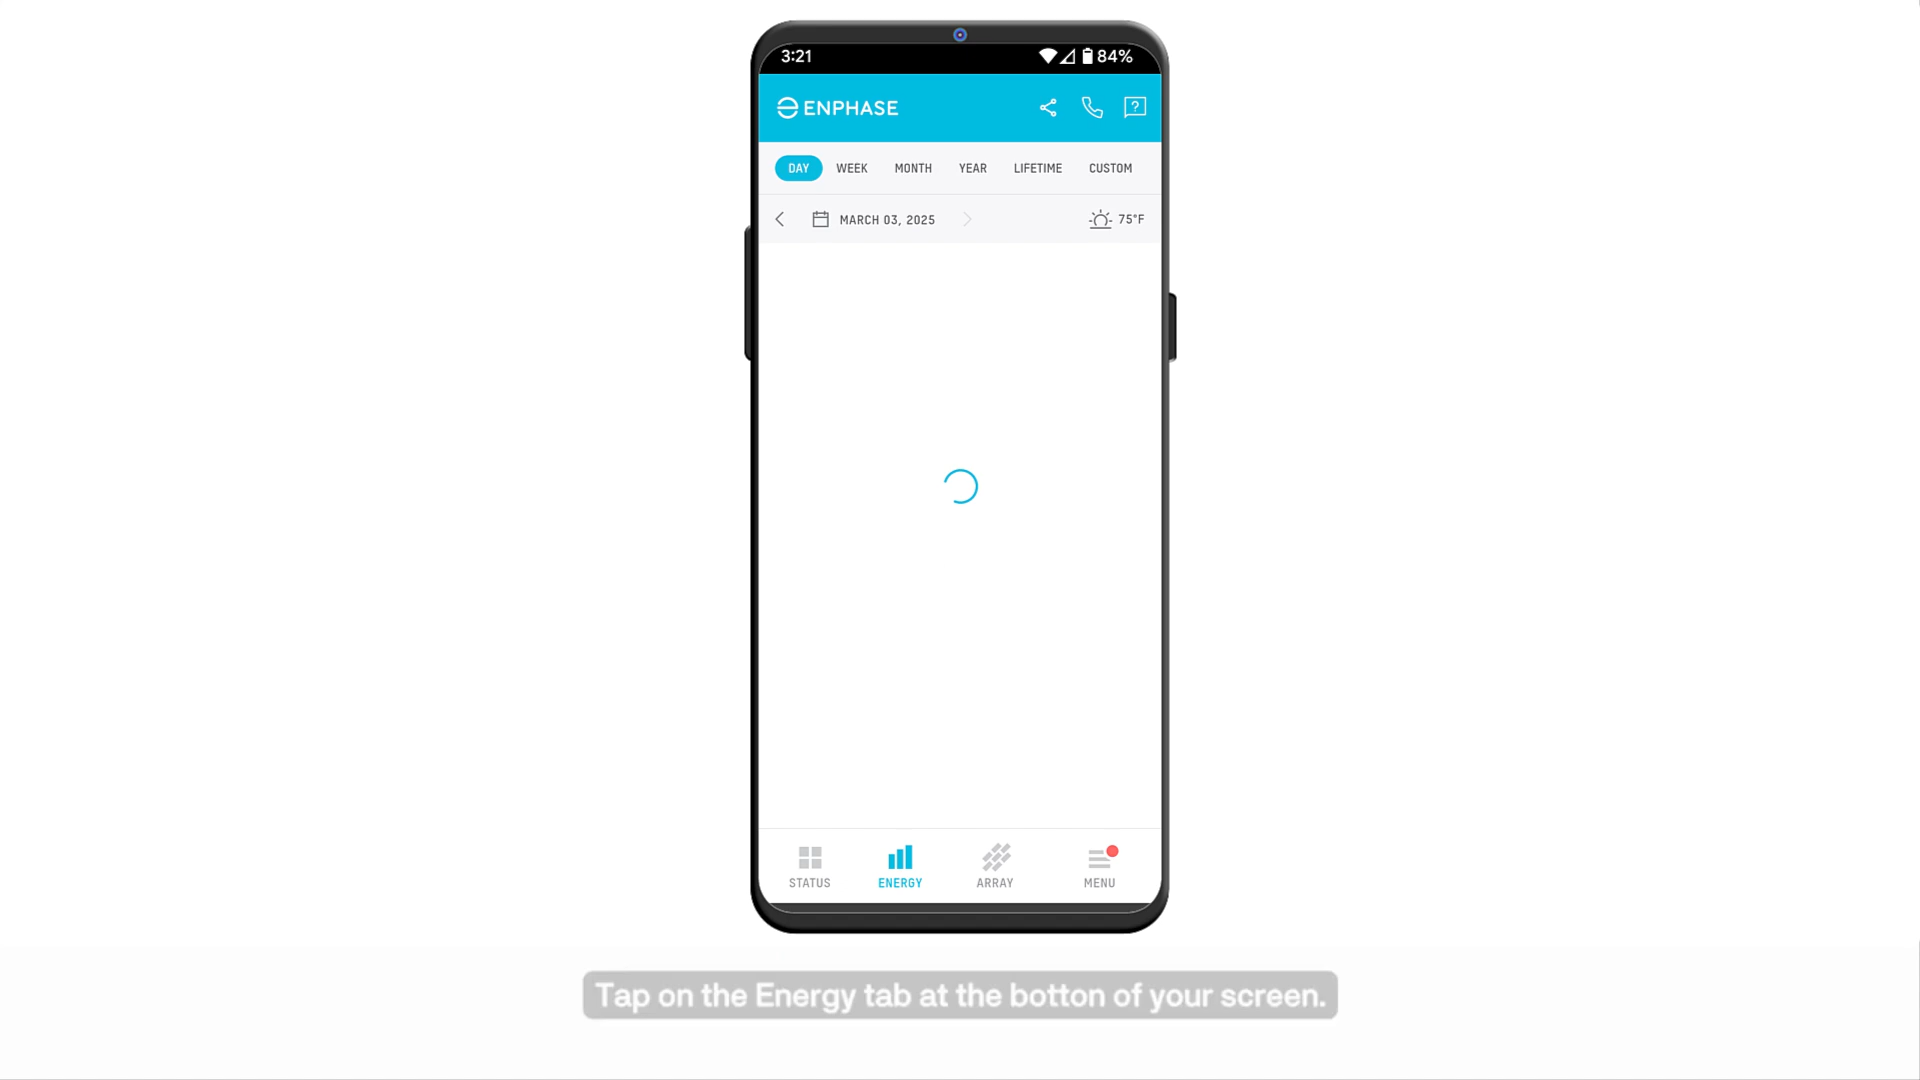 3:21 84%
ENPHASE
DAY WEEK MONTH YEAR LIFETIME CUSTOM
MARCH 03, 2025 75°F
STATUS ENERGY ARRAY MENU
Tap on the Energy tab at the botton of your screen.